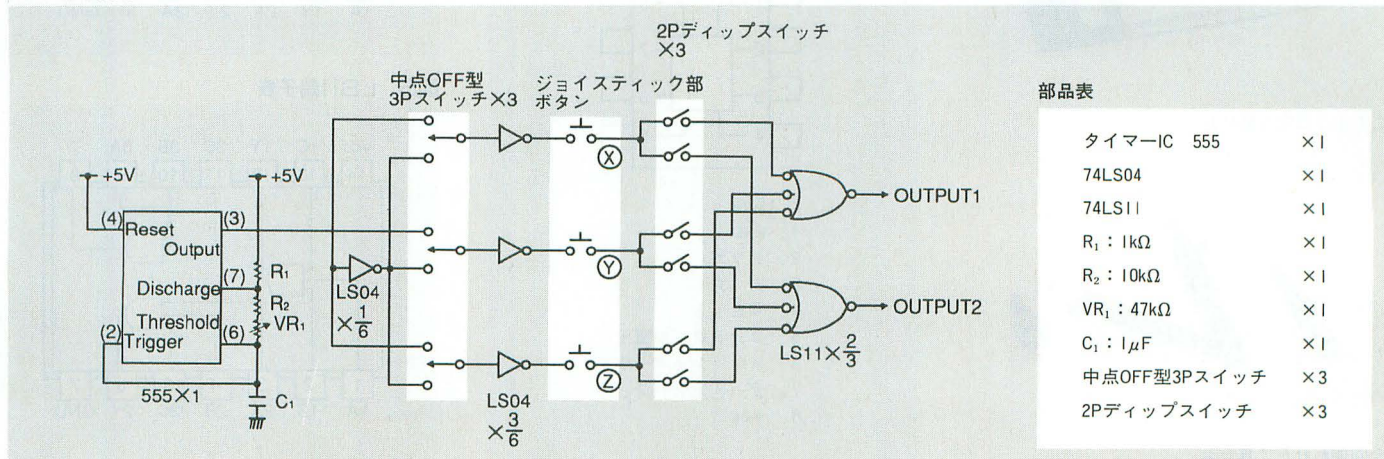 2Pディップスイッチ
×3
中点OFF型
3Pスイッチ×3
ジョイスティック部
ボタン
+5V
+5V
(4)
(3)
Reset
Output
(7)
Discharge
R₁
R₂
Threshold
VR₁
(2)
(6)
Trigger
555×1
C₁
LS04
×1/6
LS04
×3/6
Ⓧ
Ⓨ
Ⓩ
OUTPUT1
OUTPUT2
LS11×2/3
部品表
タイマーIC 555 ×1
74LS04 ×1
74LS11 ×1
R₁:1kΩ ×1
R₂:10kΩ ×1
VR₁:47kΩ ×1
C₁:1μF ×1
中点OFF型3Pスイッチ ×3
2Pディップスイッチ ×3